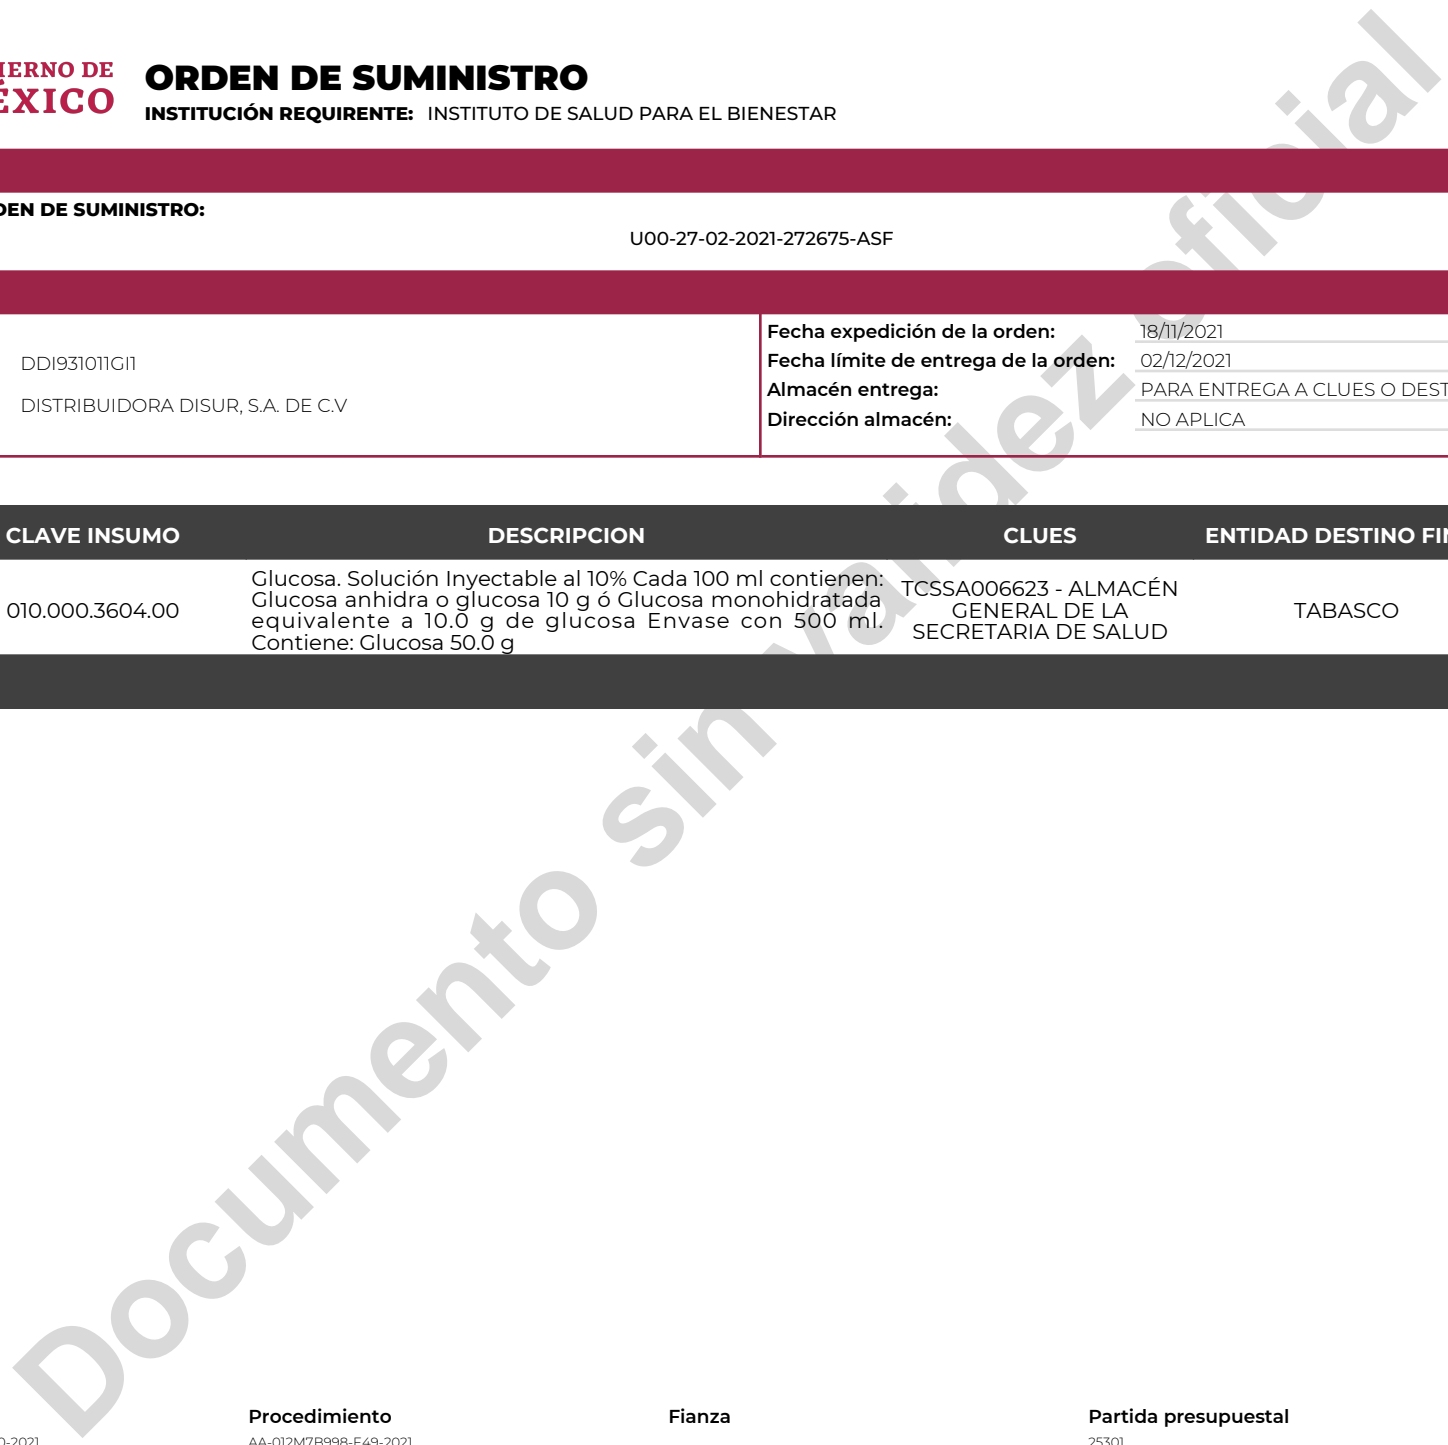 IERNO DE
ÉXICO
ORDEN DE SUMINISTRO
INSTITUCIÓN REQUIRENTE: INSTITUTO DE SALUD PARA EL BIENESTAR
DEN DE SUMINISTRO:
U00-27-02-2021-272675-ASF
DDI931011GI1
DISTRIBUIDORA DISUR, S.A. DE C.V
Fecha expedición de la orden: 18/11/2021
Fecha límite de entrega de la orden: 02/12/2021
Almacén entrega: PARA ENTREGA A CLUES O DEST
Dirección almacén: NO APLICA
CLAVE INSUMO DESCRIPCION CLUES ENTIDAD DESTINO FIN
010.000.3604.00
Glucosa. Solución Inyectable al 10% Cada 100 ml contienen:
Glucosa anhidra o glucosa 10 g ó Glucosa monohidratada
equivalente a 10.0 g de glucosa Envase con 500 ml.
Contiene: Glucosa 50.0 g
TCSSA006623 - ALMACÉN
GENERAL DE LA
SECRETARIA DE SALUD
TABASCO
Documento sin validez oficial
Procedimiento Fianza Partida presupuestal
0-2021 AA-012M7B998-E49-2021 25301